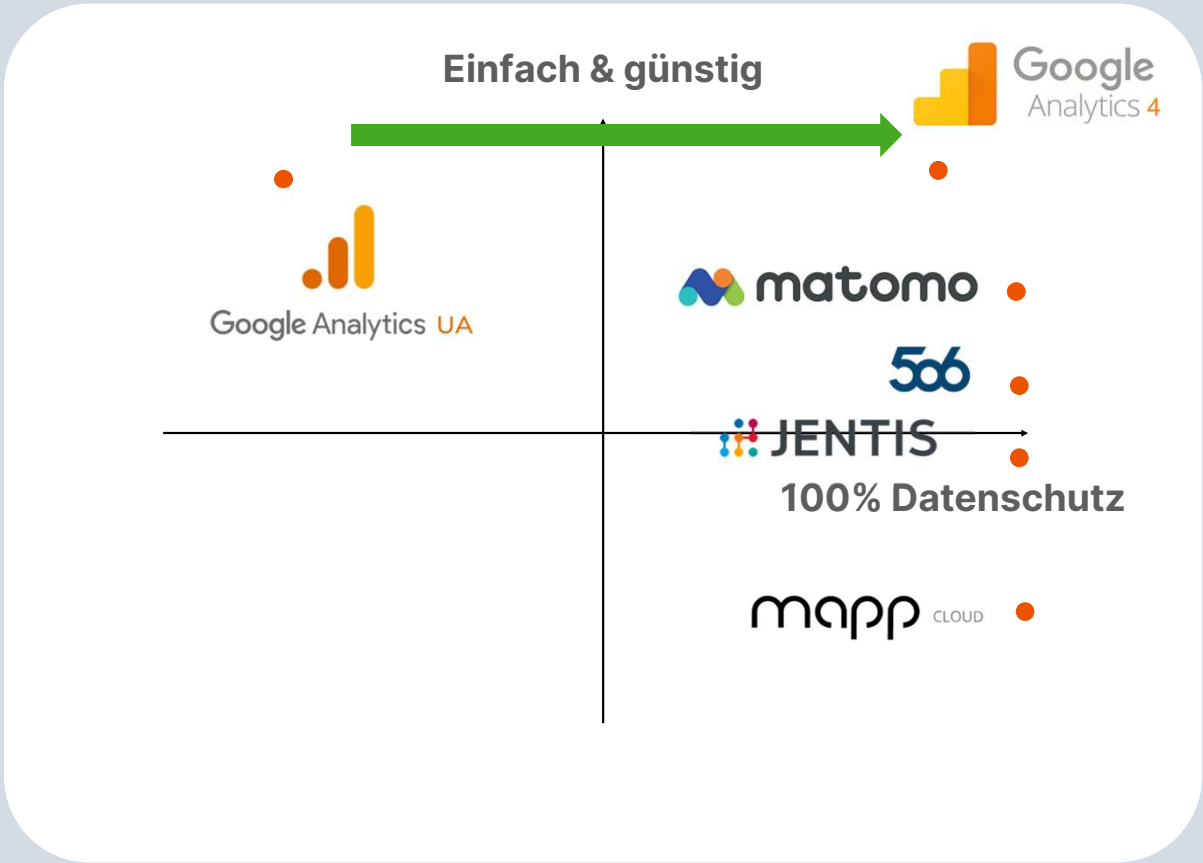 Einfach & günstig
Google
Analytics 4
Google Analytics UA
matomo
506
JENTIS
100% Datenschutz
mapp CLOUD